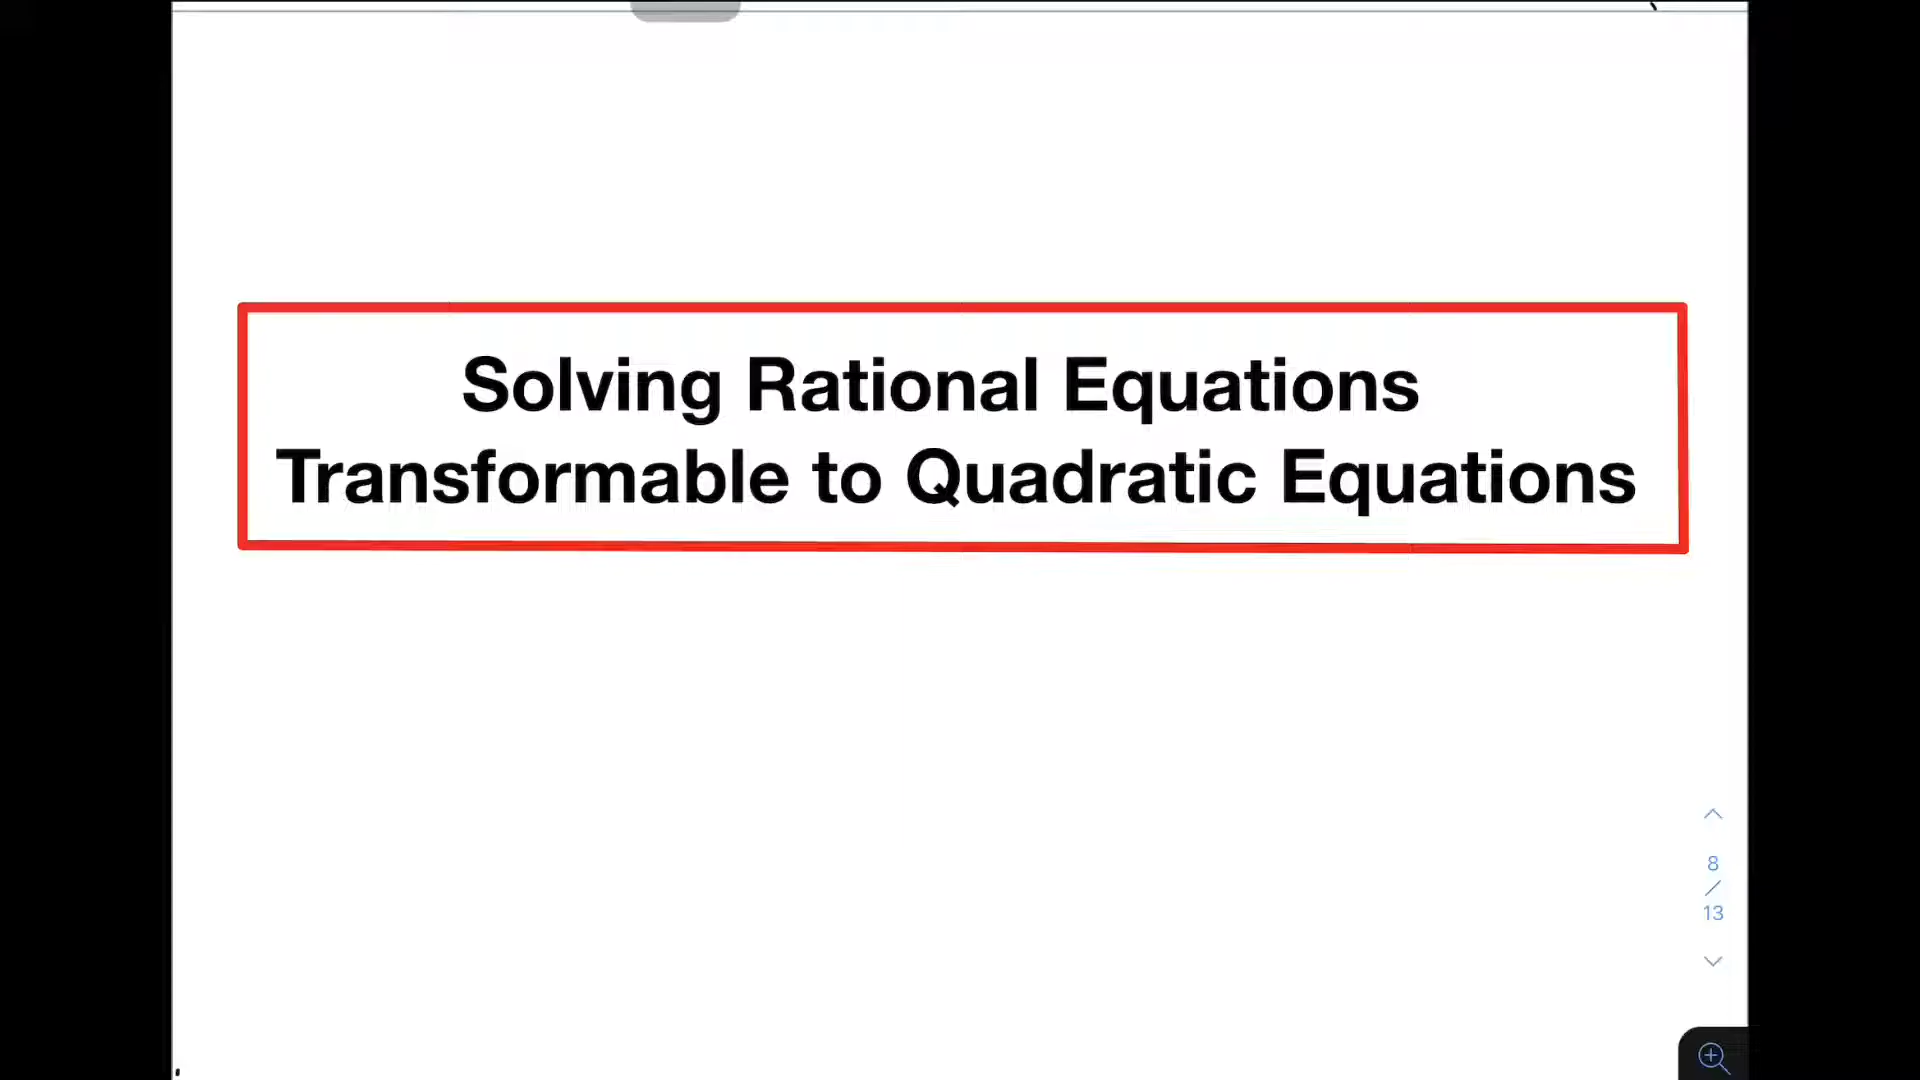 Solving Rational Equations
Transformable to Quadratic Equations
8
/
13